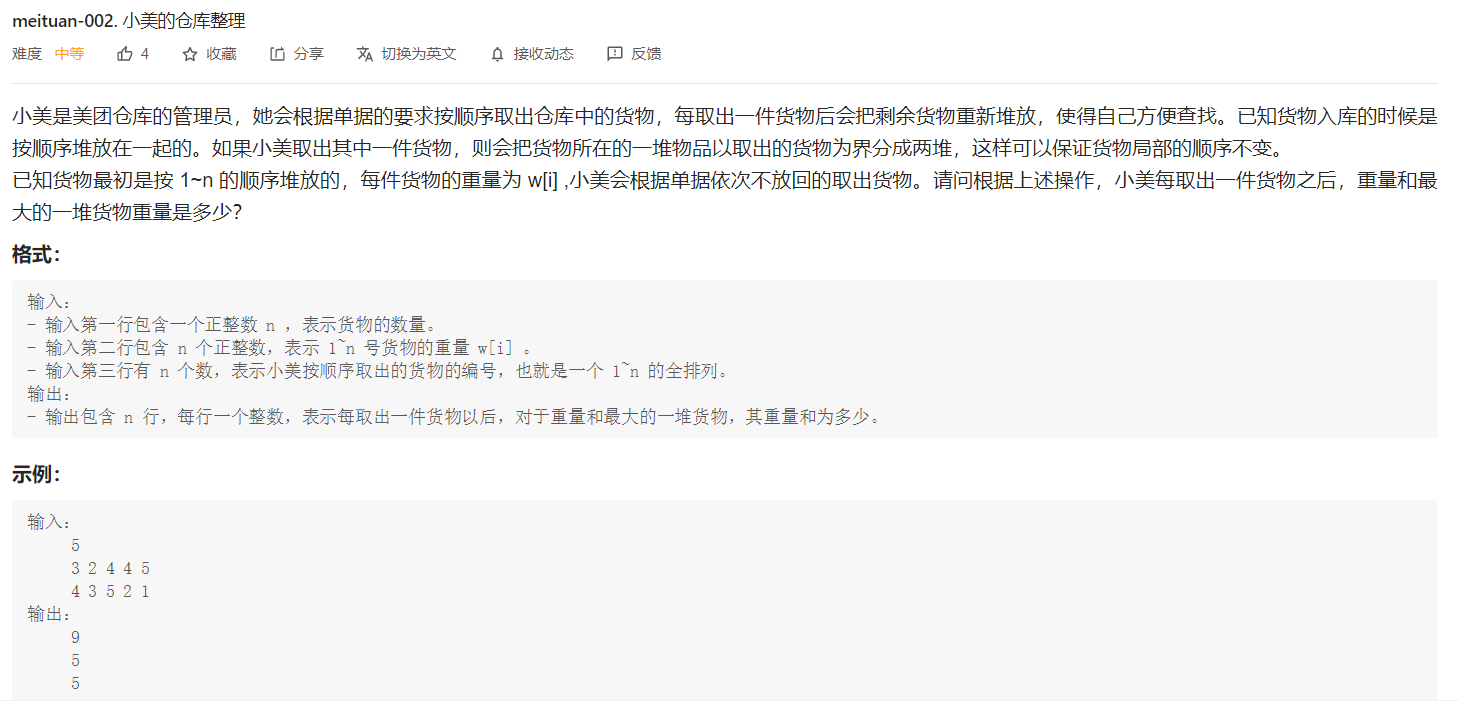 meituan-002. 小美的仓库整理
难度 中等 4 收藏 分享 切换为英文 接收动态 反馈
小美是美团仓库的管理员，她会根据单据的要求按顺序取出仓库中的货物，每取出一件货物后会把剩余货物重新堆放，使得自己方便查找。已知货物入库的时候是
按顺序堆放在一起的。如果小美取出其中一件货物，则会把货物所在的一堆物品以取出的货物为界分成两堆，这样可以保证货物局部的顺序不变。
已知货物最初是按 1~n 的顺序堆放的，每件货物的重量为 w[i] ,小美会根据单据依次不放回的取出货物。请问根据上述操作，小美每取出一件货物之后，重量和最
大的一堆货物重量是多少?
格式：
输入：
- 输入第一行包含一个正整数 n ，表示货物的数量。
- 输入第二行包含 n 个正整数，表示 1~n 号货物的重量 w[i] 。
- 输入第三行有 n 个数，表示小美按顺序取出的货物的编号，也就是一个 1~n 的全排列。
输出：
- 输出包含 n 行，每行一个整数，表示每取出一件货物以后，对于重量和最大的一堆货物，其重量和为多少。
示例：
输入：
5
3 2 4 4 5
4 3 5 2 1
输出：
9
5
5